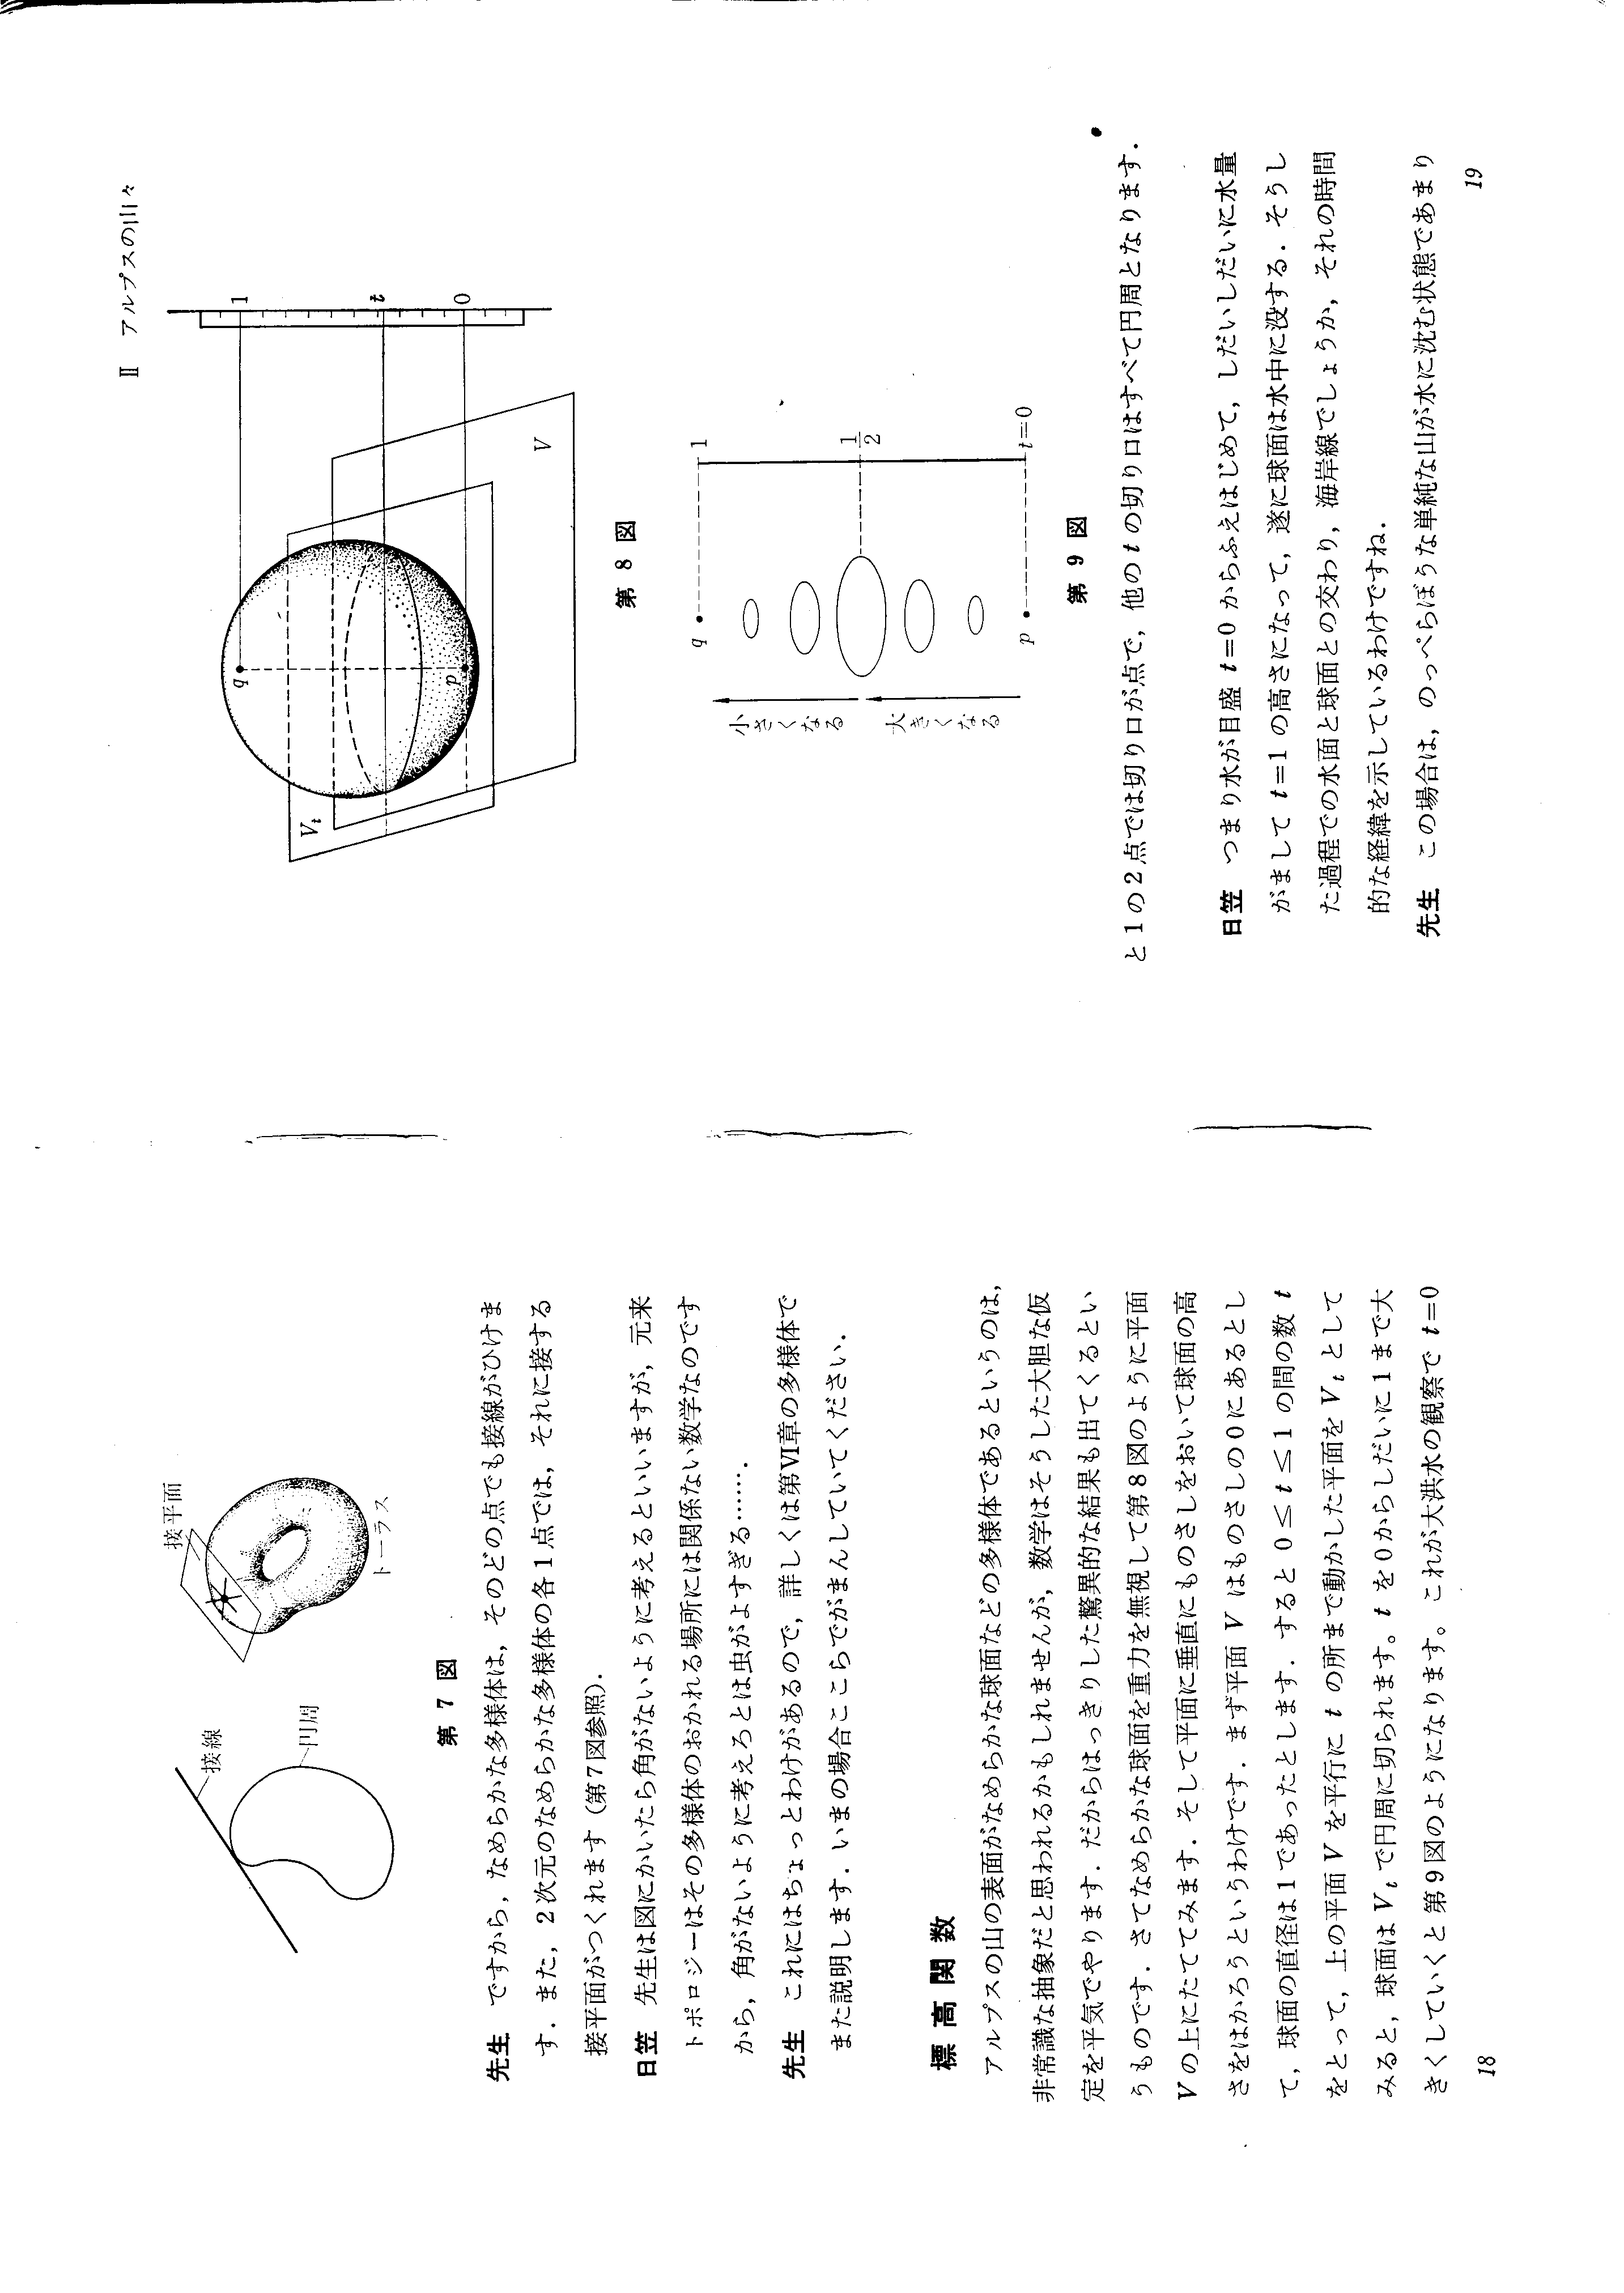 接線
円周
接平面
トーラス
第 7 図
先生　ですから，なめらかな多様体は，そのどの点でも接線がひけま
す．また，2次元のなめらかな多様体の各1点では，それに接する
接平面がつくれます（第7図参照）．
日笠　先生は図にかいたら角がないように考えるといいますが，元来
トポロジーはその多様体のおかれる場所には関係ない数学なのです
から，角がないように考えろとは虫がよすぎる……．
先生　これにはちょっとわけがあるので，詳しくは第VI章の多様体で
また説明します．いまの場合ここらでがまんしていてください．
標 高 関 数
アルプスの山の表面がなめらかな球面などの多様体であるというのは，
非常識な抽象だと思われるかもしれませんが，数学はそうした大胆な仮
定を平気でやります．だからはっきりした驚異的な結果も出てくるとい
うものです．さてなめらかな球面を重力を無視して第8図のように平面
Vの上にたててみます．そして平面に垂直にものさしをおいて球面の高
さをはかろうというわけです．まず平面 V はものさしの0にあるとし
て，球面の直径は1であったとします．すると 0≤t≤1 の間の数 t
をとって，上の平面 V を平行に t の所まで動かした平面を Vt として
みると，球面は Vt で円周に切られます。t を0からしだいに1まで大
きくしていくと第9図のようになります。これが大洪水の観察で t=0
18
II　アルプスの山々
1
t
0
q
p
Vt
V
第 8 図
q
1
1/2
p
t=0
小さくなる
大きくなる
第 9 図
と1の2点では切り口が点で，他の t の切り口はすべて円周となります．
日笠　つまり水が目盛 t=0 からふえはじめて，しだいしだいに水量
がまして t=1 の高さになって，遂に球面は水中に没する．そうし
た過程での水面と球面との交わり，海岸線でしょうか，それの時間
的な経緯を示しているわけですね．
先生　この場合は，のっぺらぼうな単純な山が水に沈む状態であまり
19